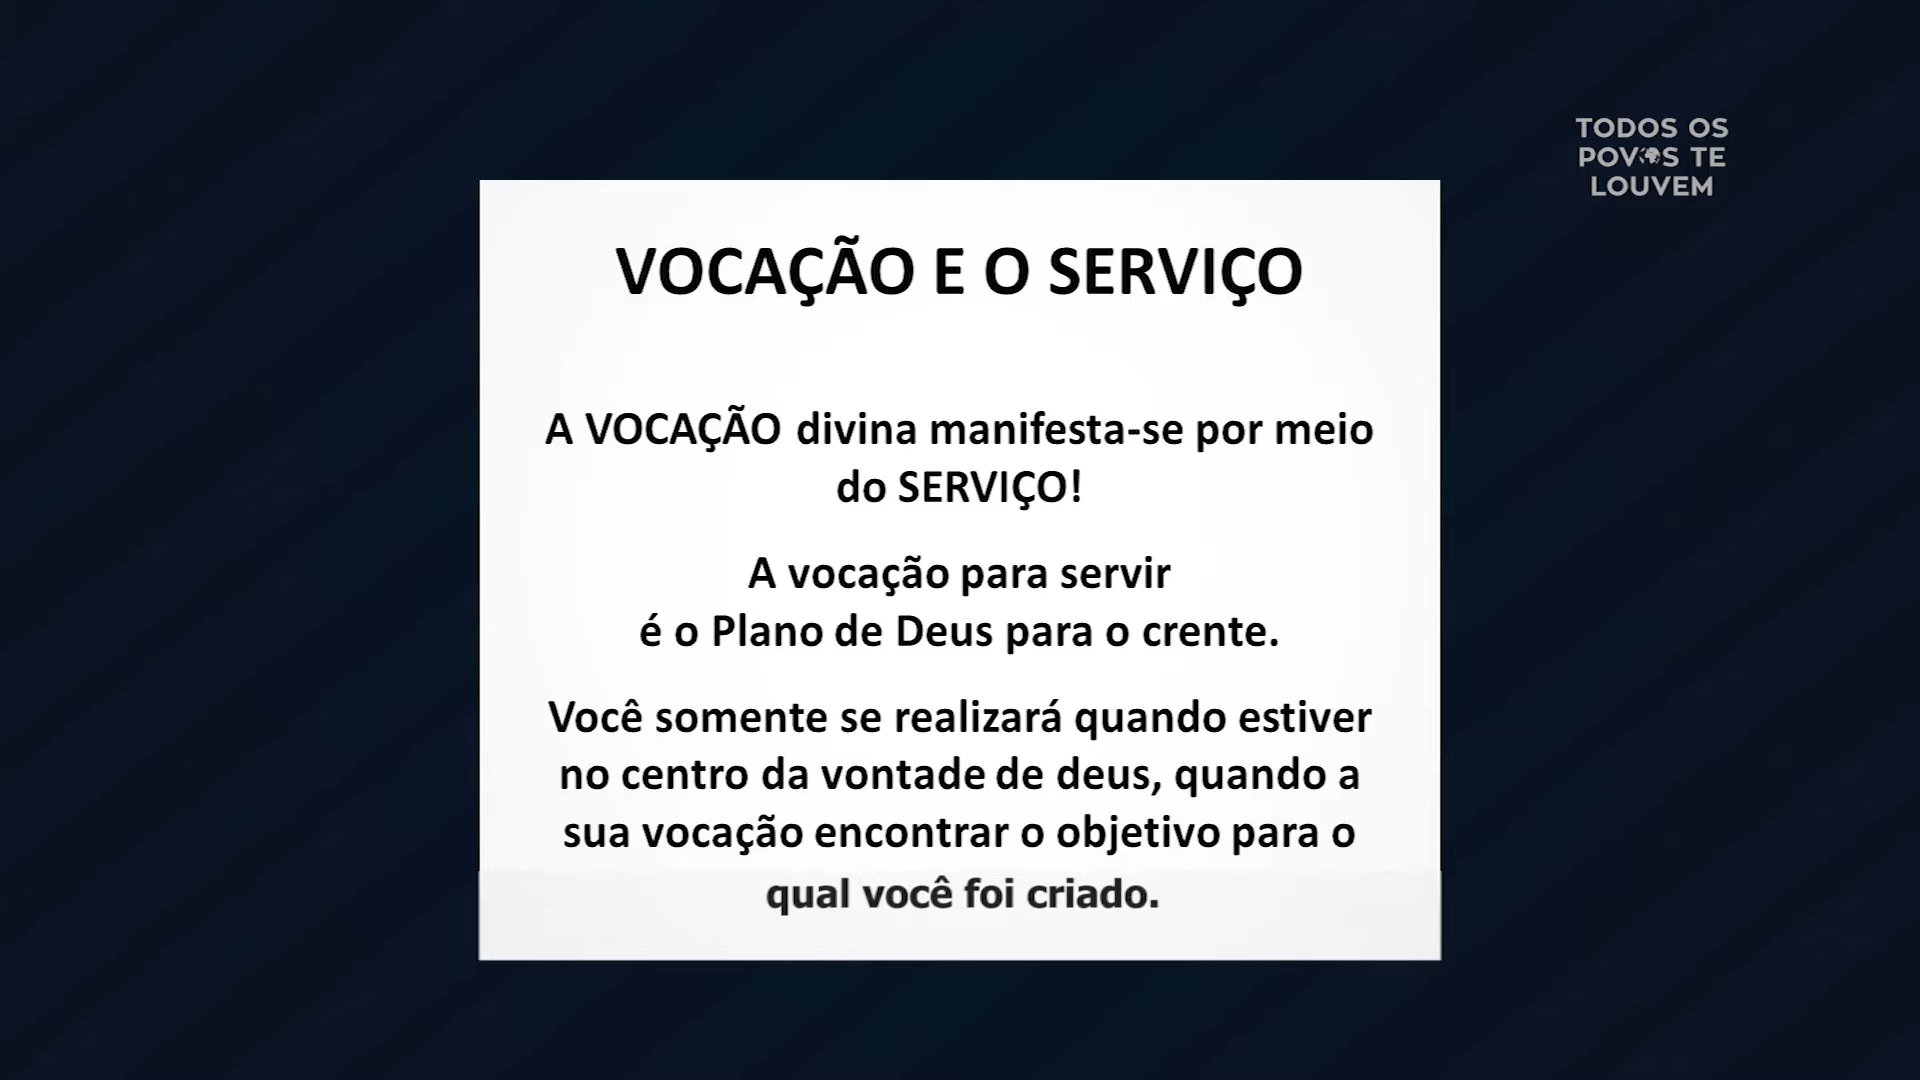 TODOS OS
POVOS TE
LOUVEM
VOCAÇÃO E O SERVIÇO
A VOCAÇÃO divina manifesta-se por meio
do SERVIÇO!
A vocação para servir
é o Plano de Deus para o crente.
Você somente se realizará quando estiver
no centro da vontade de deus, quando a
sua vocação encontrar o objetivo para o
qual você foi criado.